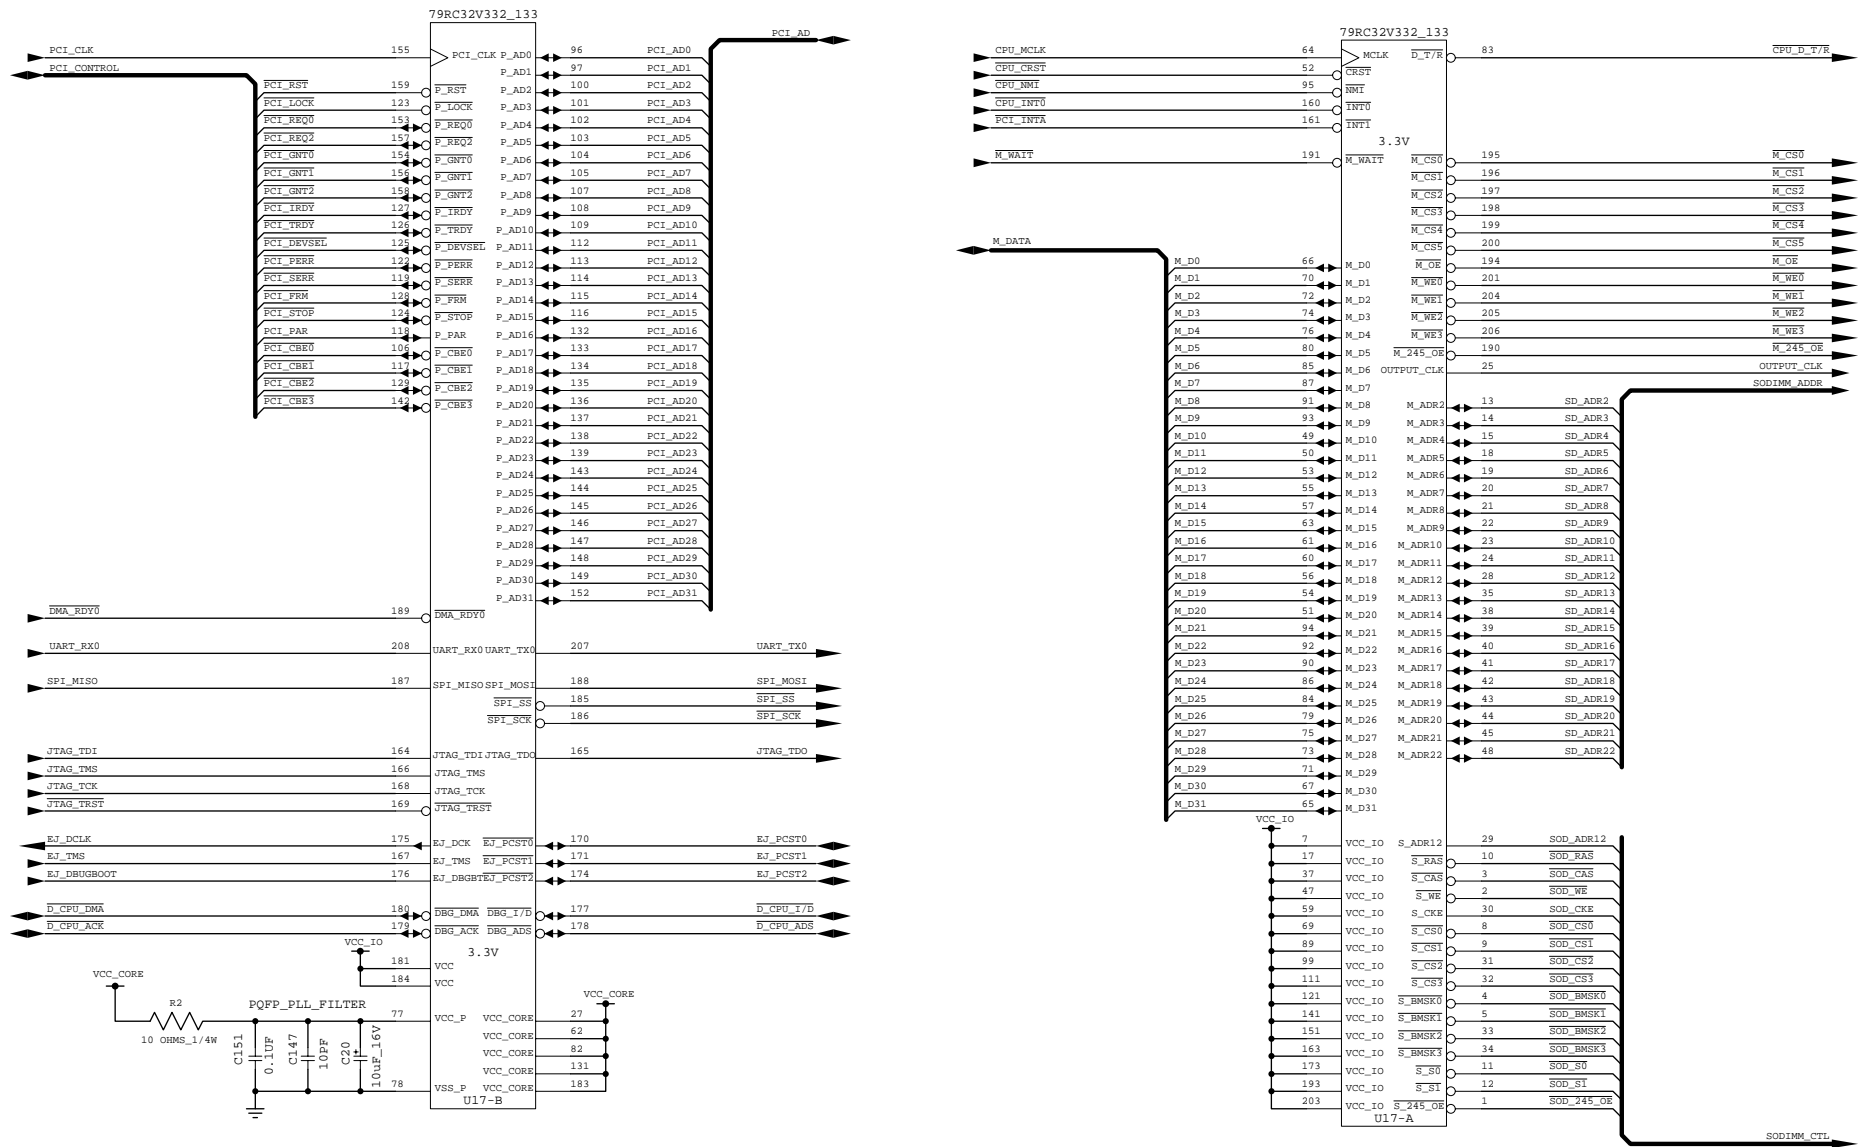 79RC32V332_133
PCI_CLK 155 PCI_CLK P_AD0 96 PCI_AD0 PCI_AD
PCI_CONTROL P_AD1 97 PCI_AD1
PCI_RST 159 P_RST P_AD2 100 PCI_AD2
PCI_LOCK 123 P_LOCK P_AD3 101 PCI_AD3
PCI_REQ0 153 P_REQ0 P_AD4 102 PCI_AD4
PCI_REQ2 157 P_REQ2 P_AD5 103 PCI_AD5
PCI_GNT0 154 P_GNT0 P_AD6 104 PCI_AD6
PCI_GNT1 156 P_GNT1 P_AD7 105 PCI_AD7
PCI_GNT2 158 P_GNT2 P_AD8 107 PCI_AD8
PCI_IRDY 127 P_IRDY P_AD9 108 PCI_AD9
PCI_TRDY 126 P_TRDY P_AD10 109 PCI_AD10
PCI_DEVSEL 125 P_DEVSEL P_AD11 112 PCI_AD11
PCI_PERR 122 P_PERR P_AD12 113 PCI_AD12
PCI_SERR 119 P_SERR P_AD13 114 PCI_AD13
PCI_FRM 128 P_FRM P_AD14 115 PCI_AD14
PCI_STOP 124 P_STOP P_AD15 116 PCI_AD15
PCI_PAR 118 P_PAR P_AD16 132 PCI_AD16
PCI_CBE0 106 P_CBE0 P_AD17 133 PCI_AD17
PCI_CBE1 117 P_CBE1 P_AD18 134 PCI_AD18
PCI_CBE2 129 P_CBE2 P_AD19 135 PCI_AD19
PCI_CBE3 142 P_CBE3 P_AD20 136 PCI_AD20
P_AD21 137 PCI_AD21
P_AD22 138 PCI_AD22
P_AD23 139 PCI_AD23
P_AD24 143 PCI_AD24
P_AD25 144 PCI_AD25
P_AD26 145 PCI_AD26
P_AD27 146 PCI_AD27
P_AD28 147 PCI_AD28
P_AD29 148 PCI_AD29
P_AD30 149 PCI_AD30
P_AD31 152 PCI_AD31
DMA_RDY0 189 DMA_RDY0
UART_RX0 208 UART_RX0 UART_TX0 207 UART_TX0
SPI_MISO 187 SPI_MISO SPI_MOSI 188 SPI_MOSI
SPI_SS 185 SPI_SS
SPI_SCK 186 SPI_SCK
JTAG_TDI 164 JTAG_TDI JTAG_TDO 165 JTAG_TDO
JTAG_TMS 166 JTAG_TMS
JTAG_TCK 168 JTAG_TCK
JTAG_TRST 169 JTAG_TRST
EJ_DCLK 175 EJ_DCK EJ_PCST0 170 EJ_PCST0
EJ_TMS 167 EJ_TMS EJ_PCST1 171 EJ_PCST1
EJ_DBUGBOOT 176 EJ_DBGBT EJ_PCST2 174 EJ_PCST2
D_CPU_DMA 180 DBG_DMA DBG_I/D 177 D_CPU_I/D
D_CPU_ACK 179 DBG_ACK DBG_ADS 178 D_CPU_ADS
VCC_IO 3.3V
181 VCC
184 VCC
VCC_CORE
R2
10 OHMS_1/4W
PQFP_PLL_FILTER
VCC_CORE
77 VCC_P VCC_CORE 27
VCC_CORE 62
VCC_CORE 82
VCC_CORE 131
78 VSS_P VCC_CORE 183
C151
0.1UF
C147
10PF
C20
10uF_16V
U17-B
79RC32V332_133
CPU_MCLK 64 MCLK D_T/R 83 CPU_D_T/R
CPU_CRST 52 CRST
CPU_NMI 95 NMI
CPU_INT0 160 INT0
PCI_INTA 161 INT1
3.3V
M_WAIT 191 M_WAIT M_CS0 195 M_CS0
M_CS1 196 M_CS1
M_CS2 197 M_CS2
M_CS3 198 M_CS3
M_CS4 199 M_CS4
M_DATA M_CS5 200 M_CS5
M_D0 66 M_D0 M_OE 194 M_OE
M_D1 70 M_D1 M_WE0 201 M_WE0
M_D2 72 M_D2 M_WE1 204 M_WE1
M_D3 74 M_D3 M_WE2 205 M_WE2
M_D4 76 M_D4 M_WE3 206 M_WE3
M_D5 80 M_D5 M_245_OE 190 M_245_OE
M_D6 85 M_D6 OUTPUT_CLK 25 OUTPUT_CLK
M_D7 87 M_D7 SODIMM_ADDR
M_D8 91 M_D8 M_ADR2 13 SD_ADR2
M_D9 93 M_D9 M_ADR3 14 SD_ADR3
M_D10 49 M_D10 M_ADR4 15 SD_ADR4
M_D11 50 M_D11 M_ADR5 18 SD_ADR5
M_D12 53 M_D12 M_ADR6 19 SD_ADR6
M_D13 55 M_D13 M_ADR7 20 SD_ADR7
M_D14 57 M_D14 M_ADR8 21 SD_ADR8
M_D15 63 M_D15 M_ADR9 22 SD_ADR9
M_D16 61 M_D16 M_ADR10 23 SD_ADR10
M_D17 60 M_D17 M_ADR11 24 SD_ADR11
M_D18 56 M_D18 M_ADR12 28 SD_ADR12
M_D19 54 M_D19 M_ADR13 35 SD_ADR13
M_D20 51 M_D20 M_ADR14 38 SD_ADR14
M_D21 94 M_D21 M_ADR15 39 SD_ADR15
M_D22 92 M_D22 M_ADR16 40 SD_ADR16
M_D23 90 M_D23 M_ADR17 41 SD_ADR17
M_D24 86 M_D24 M_ADR18 42 SD_ADR18
M_D25 84 M_D25 M_ADR19 43 SD_ADR19
M_D26 79 M_D26 M_ADR20 44 SD_ADR20
M_D27 75 M_D27 M_ADR21 45 SD_ADR21
M_D28 73 M_D28 M_ADR22 48 SD_ADR22
M_D29 71 M_D29
M_D30 67 M_D30
M_D31 65 M_D31
VCC_IO
7 VCC_IO S_ADR12 29 SOD_ADR12
17 VCC_IO S_RAS 10 SOD_RAS
37 VCC_IO S_CAS 3 SOD_CAS
47 VCC_IO S_WE 2 SOD_WE
59 VCC_IO S_CKE 30 SOD_CKE
69 VCC_IO S_CS0 8 SOD_CS0
89 VCC_IO S_CS1 9 SOD_CS1
99 VCC_IO S_CS2 31 SOD_CS2
111 VCC_IO S_CS3 32 SOD_CS3
121 VCC_IO S_BMSK0 4 SOD_BMSK0
141 VCC_IO S_BMSK1 5 SOD_BMSK1
151 VCC_IO S_BMSK2 33 SOD_BMSK2
163 VCC_IO S_BMSK3 34 SOD_BMSK3
173 VCC_IO S_S0 11 SOD_S0
193 VCC_IO S_S1 12 SOD_S1
203 VCC_IO S_245_OE 1 SOD_245_OE
U17-A
SODIMM_CTL